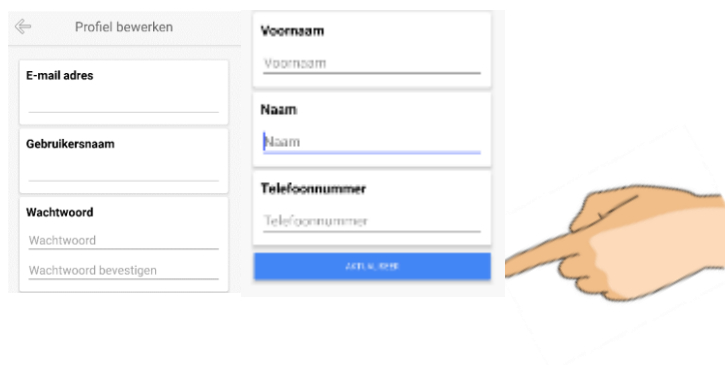 Profiel bewerken
E-mail adres
Gebruikersnaam
Wachtwoord
Wachtwoord
Wachtwoord bevestigen
Voornaam
Voornaam
Naam
Naam
Telefoonnummer
Telefoonnummer